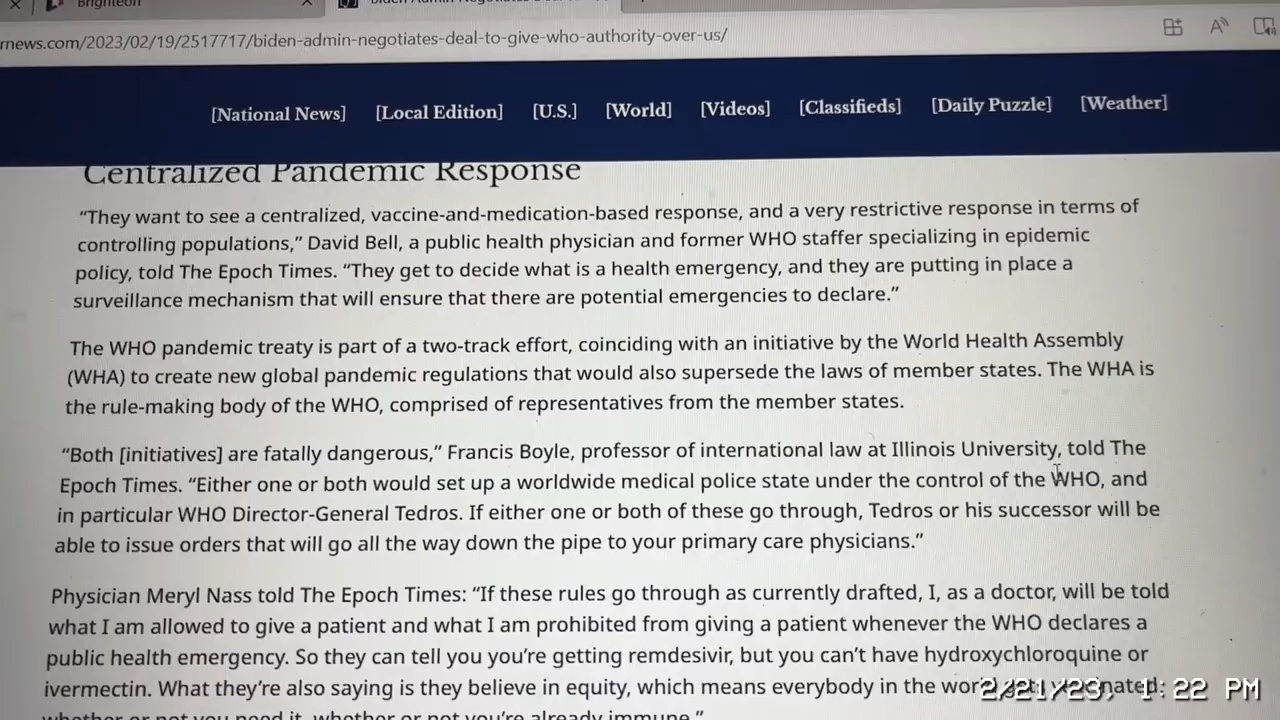 Brighteon
rnews.com/2023/02/19/2517717/biden-admin-negotiates-deal-to-give-who-authority-over-us/
[National News] [Local Edition] [U.S.] [World] [Videos] [Classifieds] [Daily Puzzle] [Weather]
Centralized Pandemic Response
“They want to see a centralized, vaccine-and-medication-based response, and a very restrictive response in terms of
controlling populations,” David Bell, a public health physician and former WHO staffer specializing in epidemic
policy, told The Epoch Times. “They get to decide what is a health emergency, and they are putting in place a
surveillance mechanism that will ensure that there are potential emergencies to declare.”
The WHO pandemic treaty is part of a two-track effort, coinciding with an initiative by the World Health Assembly
(WHA) to create new global pandemic regulations that would also supersede the laws of member states. The WHA is
the rule-making body of the WHO, comprised of representatives from the member states.
“Both [initiatives] are fatally dangerous,” Francis Boyle, professor of international law at Illinois University, told The
Epoch Times. “Either one or both would set up a worldwide medical police state under the control of the WHO, and
in particular WHO Director-General Tedros. If either one or both of these go through, Tedros or his successor will be
able to issue orders that will go all the way down the pipe to your primary care physicians.”
Physician Meryl Nass told The Epoch Times: “If these rules go through as currently drafted, I, as a doctor, will be told
what I am allowed to give a patient and what I am prohibited from giving a patient whenever the WHO declares a
public health emergency. So they can tell you you’re getting remdesivir, but you can’t have hydroxychloroquine or
ivermectin. What they’re also saying is they believe in equity, which means everybody in the
2/21/23, 1:22 PM
whether or not you need it, whether or not you’re already immune.”